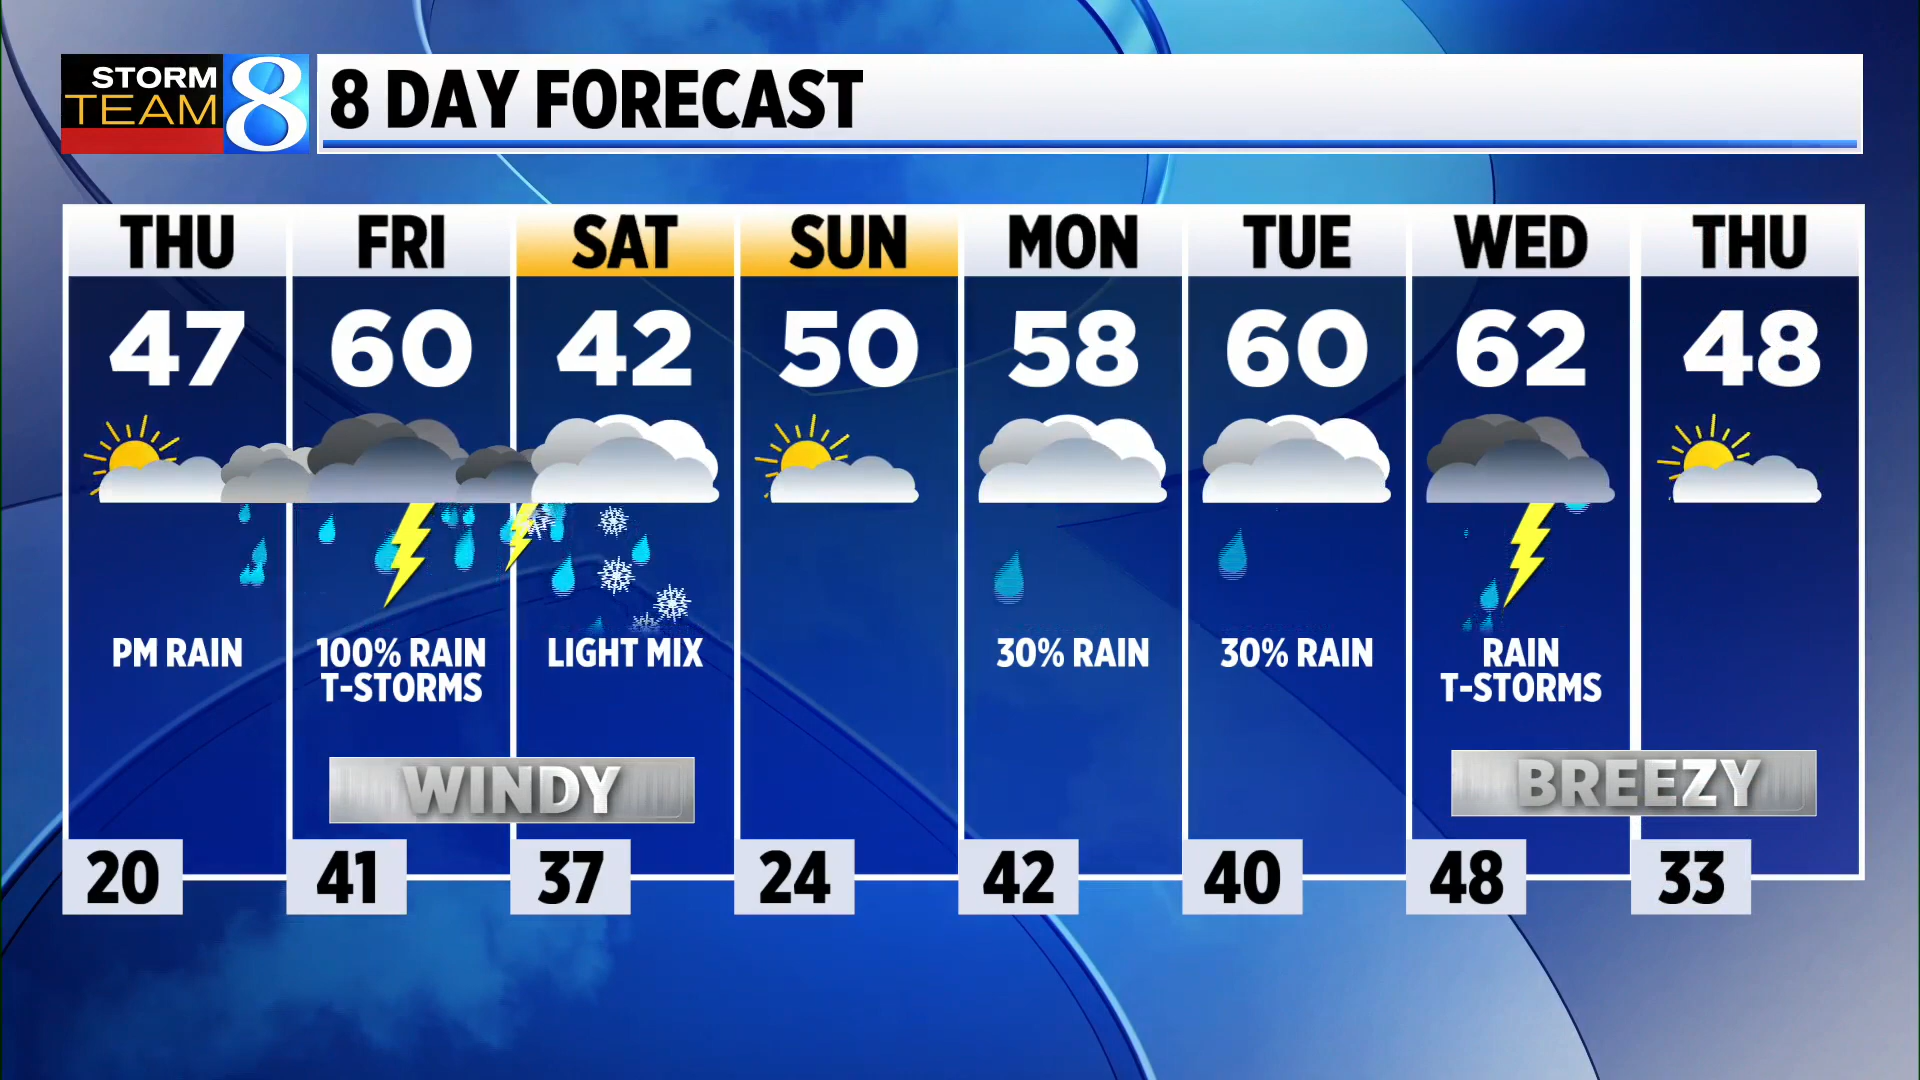 STORM
TEAM
8
8 DAY FORECAST
THU FRI SAT SUN MON TUE WED THU
47 60 42 50 58 60 62 48
PM RAIN 100% RAIN LIGHT MIX 30% RAIN 30% RAIN RAIN
T-STORMS T-STORMS
WINDY BREEZY
20 41 37 24 42 40 48 33